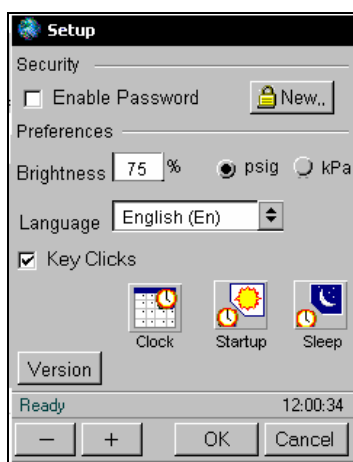 Setup
Security
Enable Password New,,
Preferences
Brightness 75 % psig kPa
Language English (En)
Key Clicks
Clock Startup Sleep
Version
Ready 12:00:34
− + OK Cancel